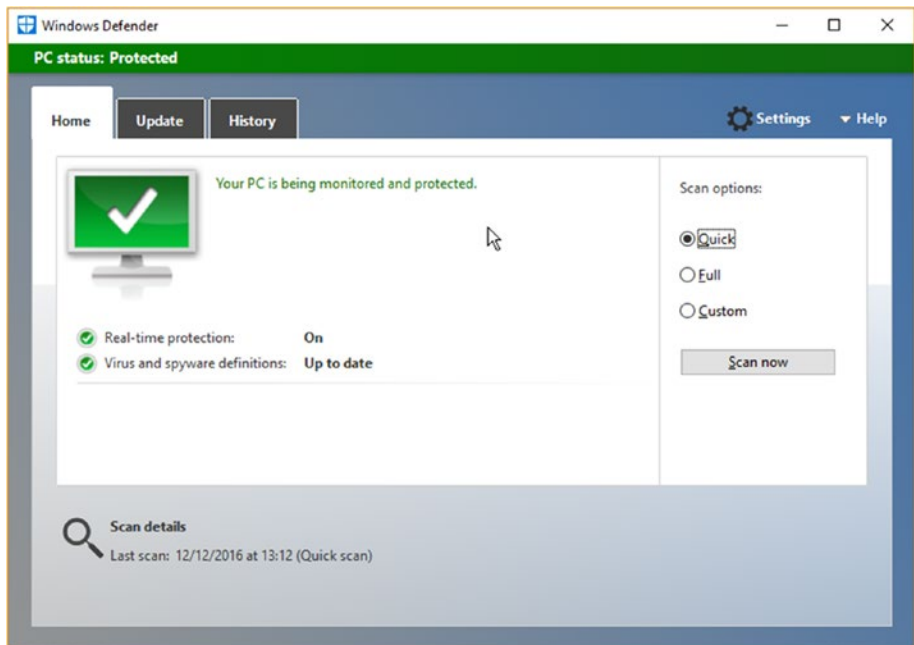 Windows Defender
PC status: Protected
Home Update History Settings Help
Your PC is being monitored and protected.
Scan options:
Quick
Full
Custom
Real-time protection: On
Virus and spyware definitions: Up to date
Scan now
Scan details
Last scan: 12/12/2016 at 13:12 (Quick scan)